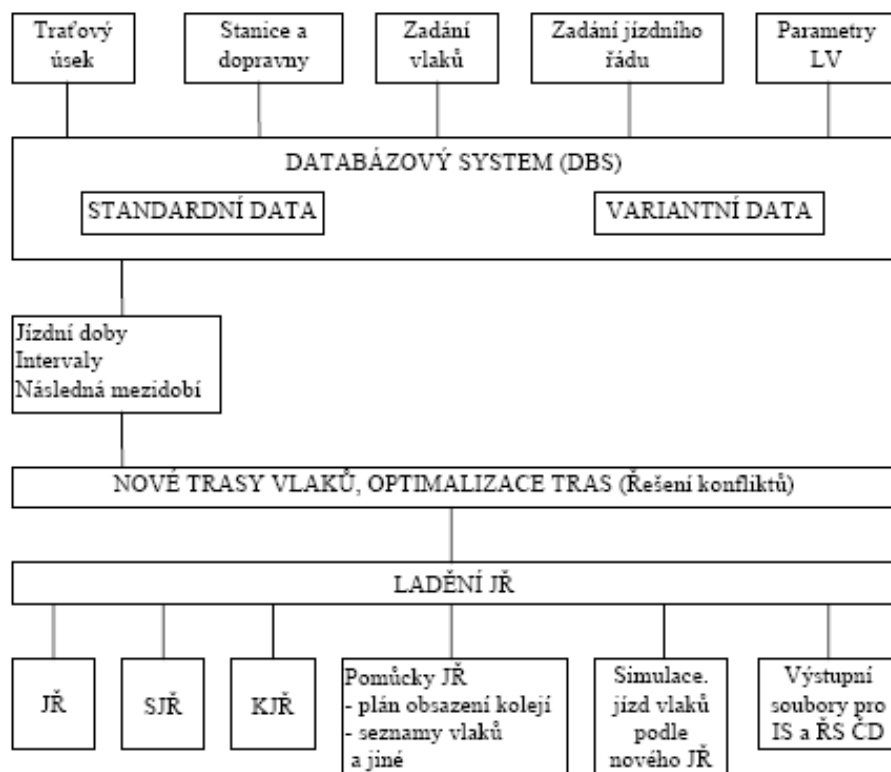 Traťový
úsek
Stanice a
dopravny
Zadání
vlaků
Zadání jízdního
řádu
Parametry
LV
DATABÁZOVÝ SYSTEM (DBS)
STANDARDNÍ DATA
VARIANTNÍ DATA
Jízdní doby
Intervaly
Následná mezidobí
NOVÉ TRASY VLAKŮ, OPTIMALIZACE TRAS (Řešení konfliktů)
LADĚNÍ JŘ
JŘ
SJŘ
KJŘ
Pomůcky JŘ
- plán obsazení kolejí
- seznamy vlaků
a jiné
Simulace.
jízd vlaků
podle
nového JŘ
Výstupní
soubory pro
IS a ŘS ČD